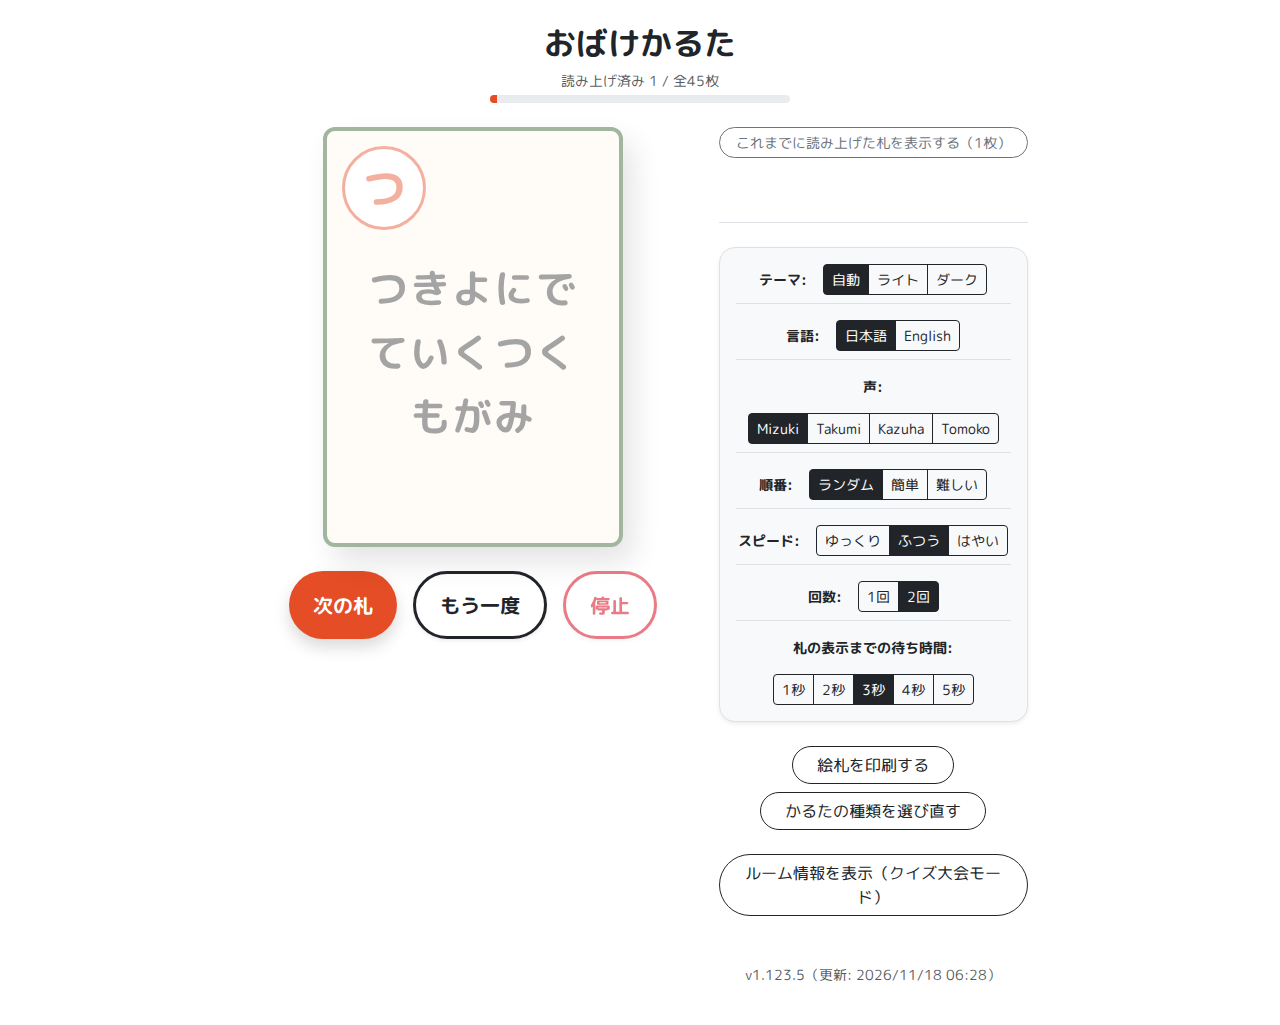 おばけかるた
読み上げ済み 1 / 全45枚
つ
つきよにで
ていくつく
もがみ
次の札
もう一度
停止
これまでに読み上げた札を表示する（1枚）
テーマ: 自動 ライト ダーク
言語: 日本語 English
声:
Mizuki Takumi Kazuha Tomoko
順番: ランダム 簡単 難しい
スピード: ゆっくり ふつう はやい
回数: 1回 2回
札の表示までの待ち時間:
1秒 2秒 3秒 4秒 5秒
絵札を印刷する
かるたの種類を選び直す
ルーム情報を表示（クイズ大会モー
ド）
v1.123.5（更新: 2026/11/18 06:28）